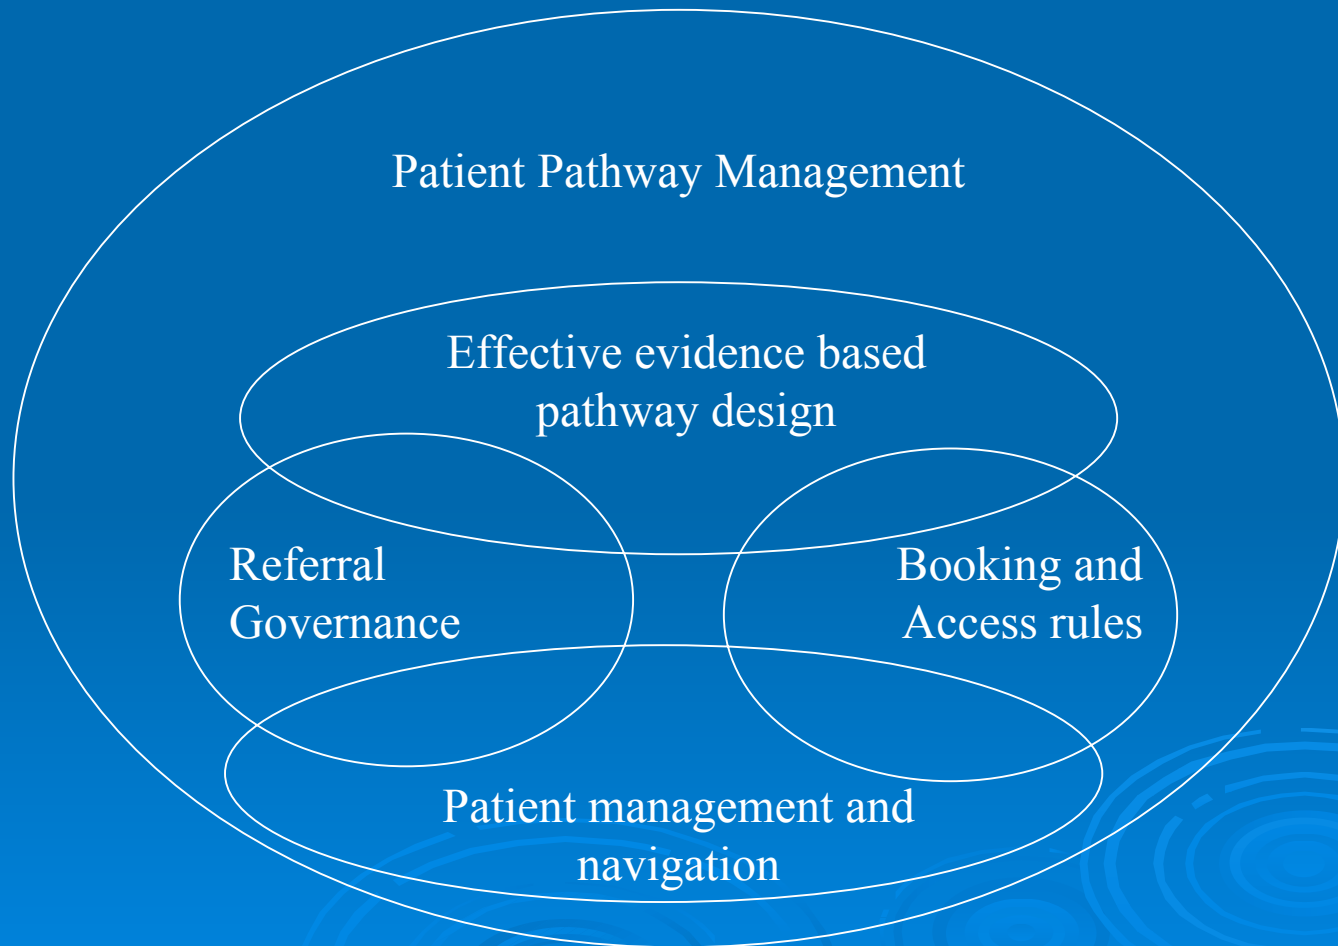 Patient Pathway Management
Effective evidence based
pathway design
Referral
Governance
Booking and
Access rules
Patient management and
navigation